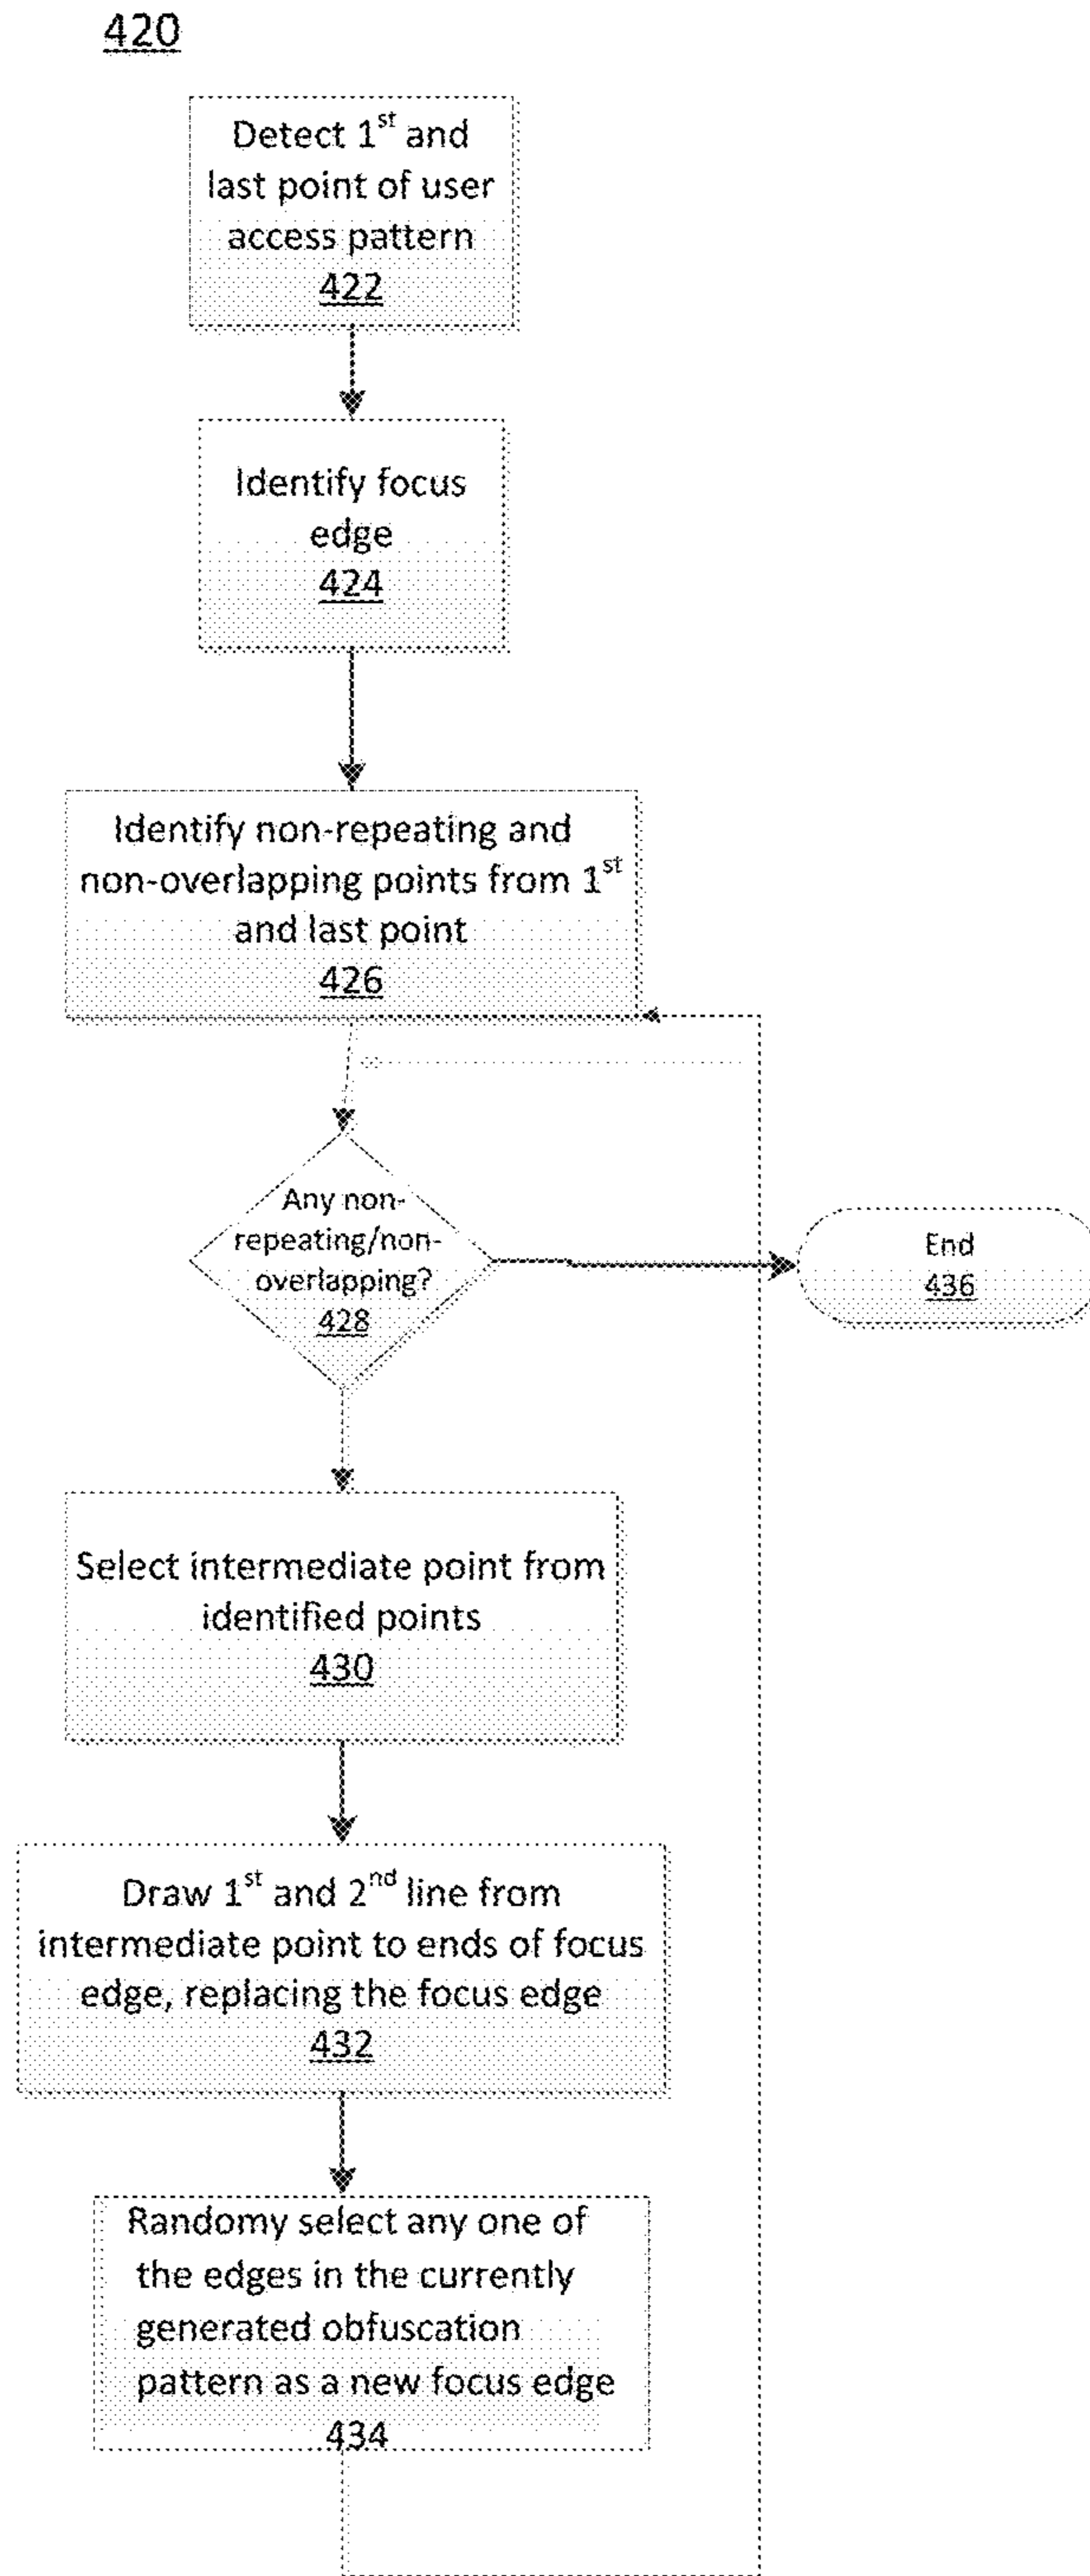 420
Detect 1st and
last point of user
access pattern
422
Identify focus
edge
424
Identify non-repeating and
non-overlapping points from 1st
and last point
426
Any non-
repeating/non-
overlapping?
428
End
436
Select intermediate point from
identified points
430
Draw 1st and 2nd line from
intermediate point to ends of focus
edge, replacing the focus edge
432
Randomy select any one of
the edges in the currently
generated obfuscation
pattern as a new focus edge
434